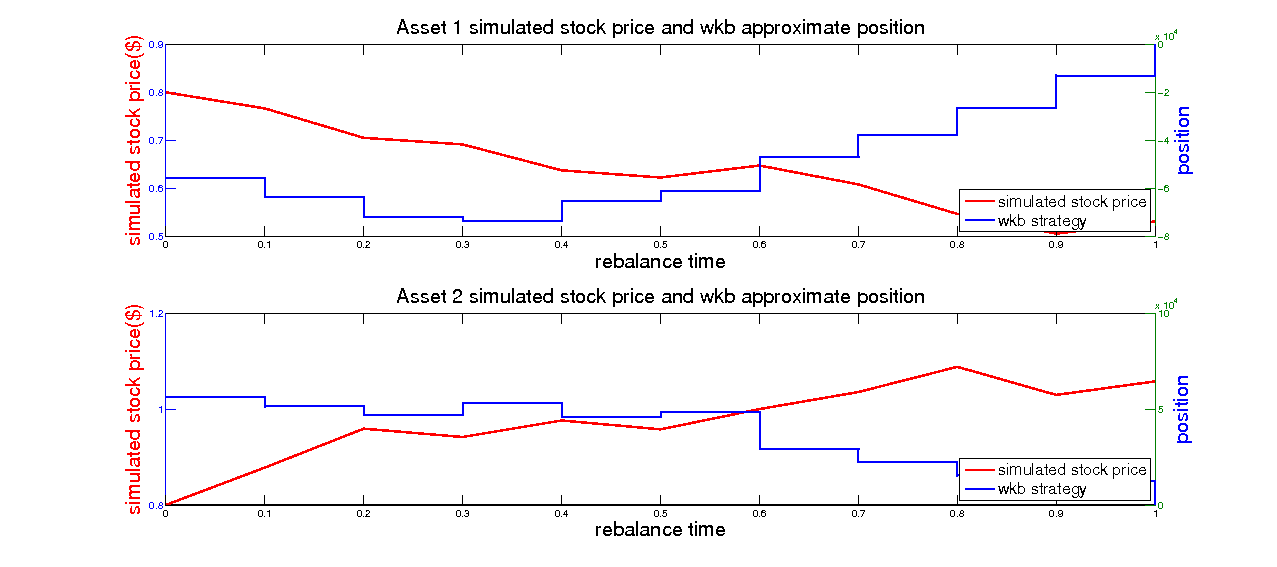 Asset 1 simulated stock price and wkb approximate position
x 10^4
0.9 0
0.8 -2
0.7 -4
0.6 -6
0.5 -8
simulated stock price($)
position
simulated stock price
wkb strategy
0 0.1 0.2 0.3 0.4 0.5 0.6 0.7 0.8 0.9 1
rebalance time
Asset 2 simulated stock price and wkb approximate position
x 10^4
1.2 10
1 5
0.8 0
simulated stock price($)
position
simulated stock price
wkb strategy
0 0.1 0.2 0.3 0.4 0.5 0.6 0.7 0.8 0.9 1
rebalance time